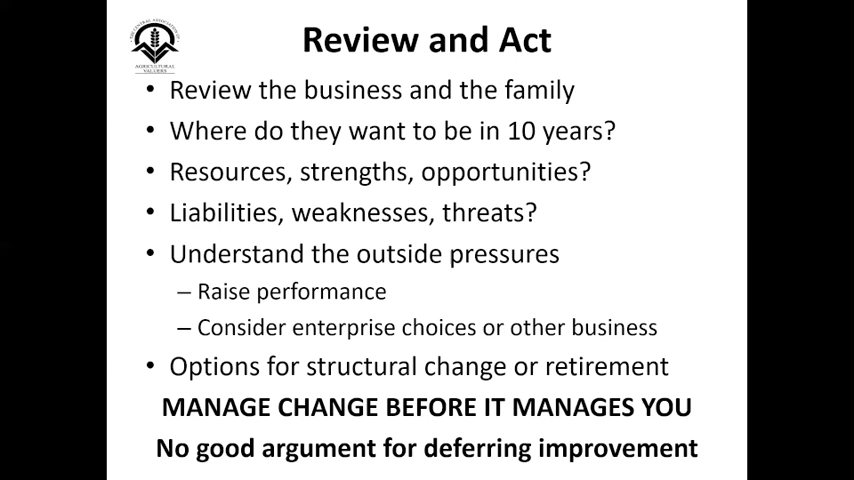 Review and Act
AGRICULTURAL
VALUERS
• Review the business and the family
• Where do they want to be in 10 years?
• Resources, strengths, opportunities?
• Liabilities, weaknesses, threats?
• Understand the outside pressures
– Raise performance
– Consider enterprise choices or other business
• Options for structural change or retirement
MANAGE CHANGE BEFORE IT MANAGES YOU
No good argument for deferring improvement